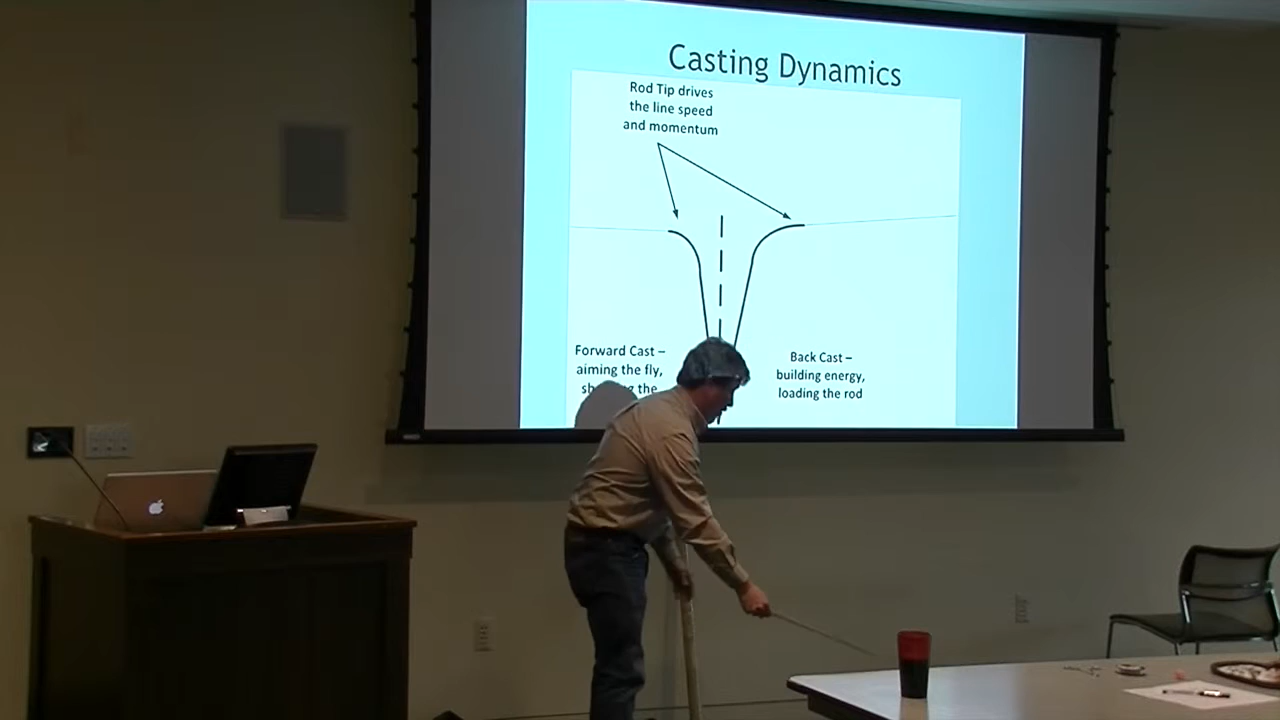 Casting Dynamics
Rod Tip drives
the line speed
and momentum
Forward Cast –
aiming the fly,
the
Back Cast –
building energy,
loading the rod